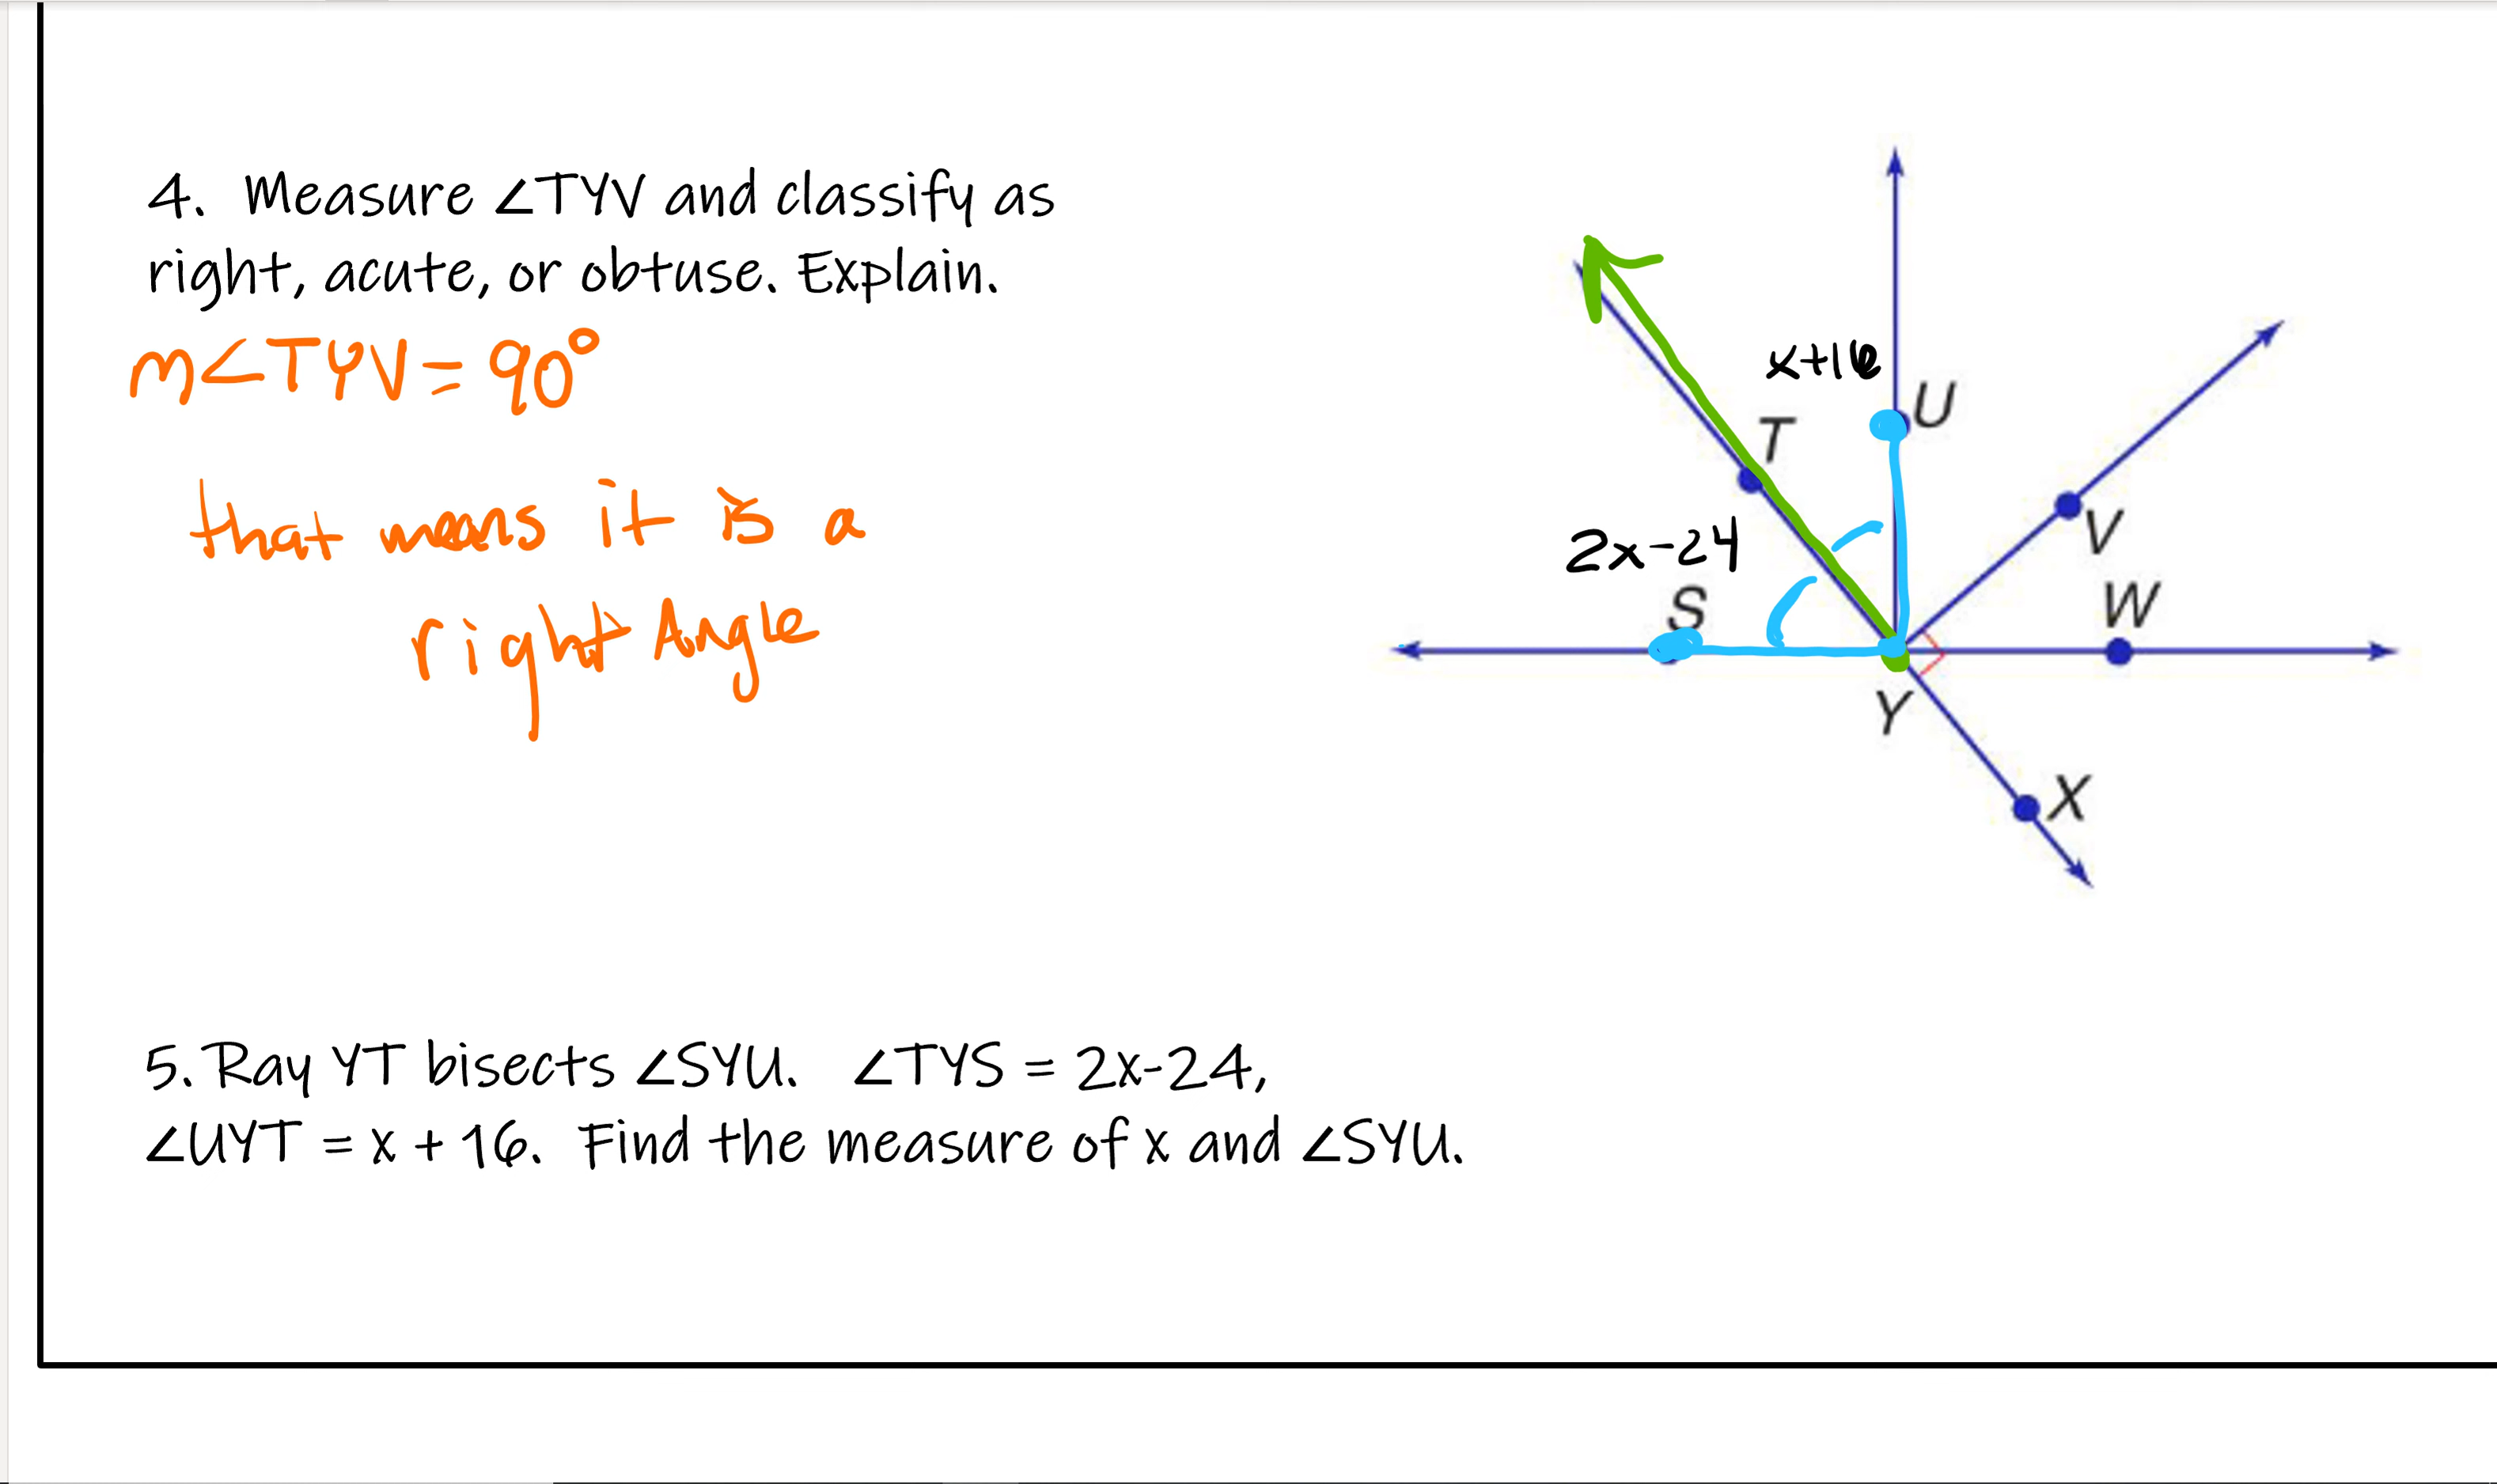 4. Measure ∠TYV and classify as
right, acute, or obtuse. Explain.
m∠TYV = 90°
that means it is a
right Angle
x+16
U
T
V
2x-24
S
W
Y
X
5. Ray YT bisects ∠SYU. ∠TYS = 2x-24,
∠UYT = x + 16. Find the measure of x and ∠SYU.